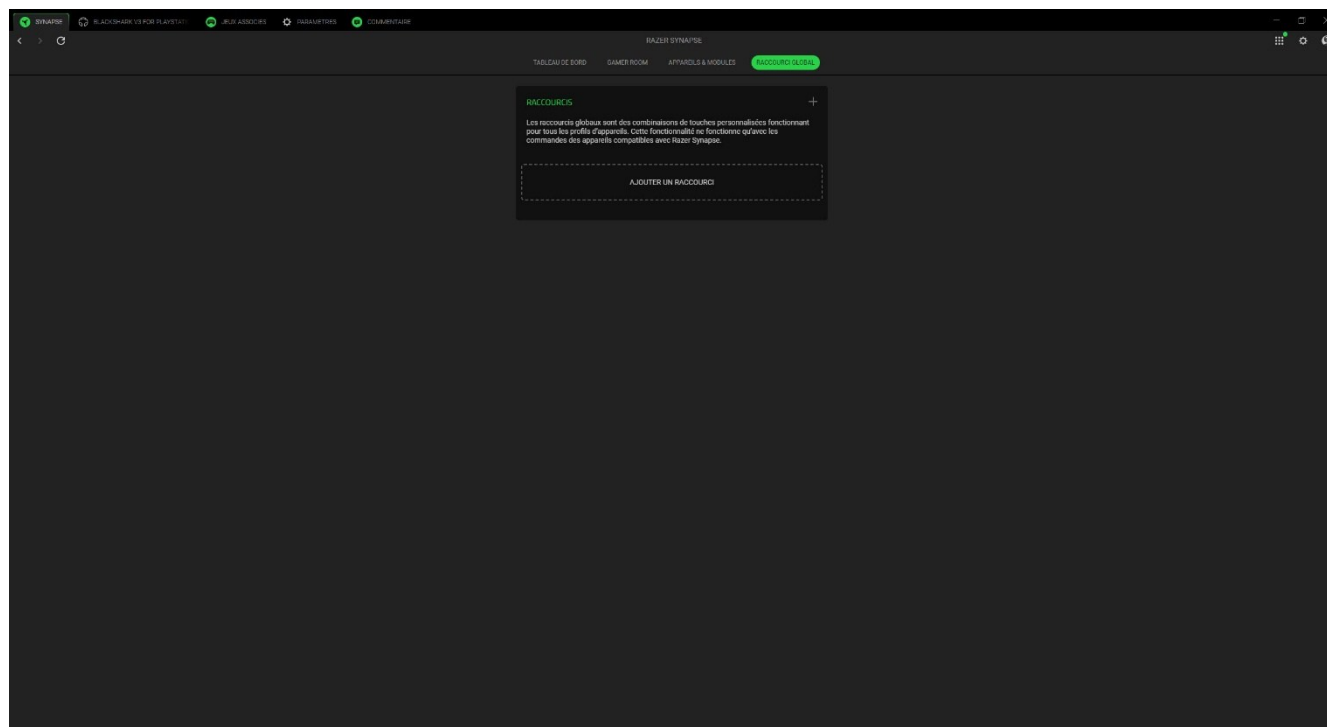 SYNAPSE
BLACKSHARK V3 FOR PLAYSTATI
JEUX ASSOCIÉS
PARAMÈTRES
COMMENTAIRE
RAZER SYNAPSE
TABLEAU DE BORD
GAMER ROOM
APPAREILS & MODULES
RACCOURCI GLOBAL
RACCOURCIS
Les raccourcis globaux sont des combinaisons de touches personnalisées fonctionnant
pour tous les profils d'appareils. Cette fonctionnalité ne fonctionne qu'avec les
commandes des appareils compatibles avec Razer Synapse.
AJOUTER UN RACCOURCI